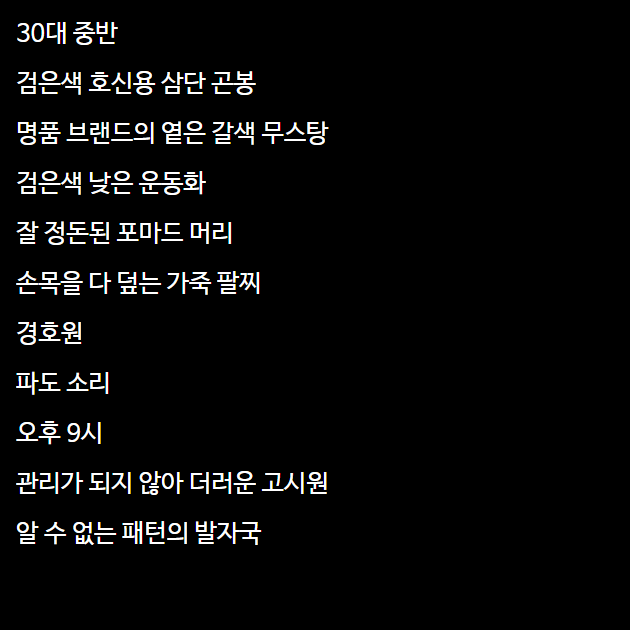 30대 중반
검은색 호신용 삼단 곤봉
명품 브랜드의 옅은 갈색 무스탕
검은색 낮은 운동화
잘 정돈된 포마드 머리
손목을 다 덮는 가죽 팔찌
경호원
파도 소리
오후 9시
관리가 되지 않아 더러운 고시원
알 수 없는 패턴의 발자국